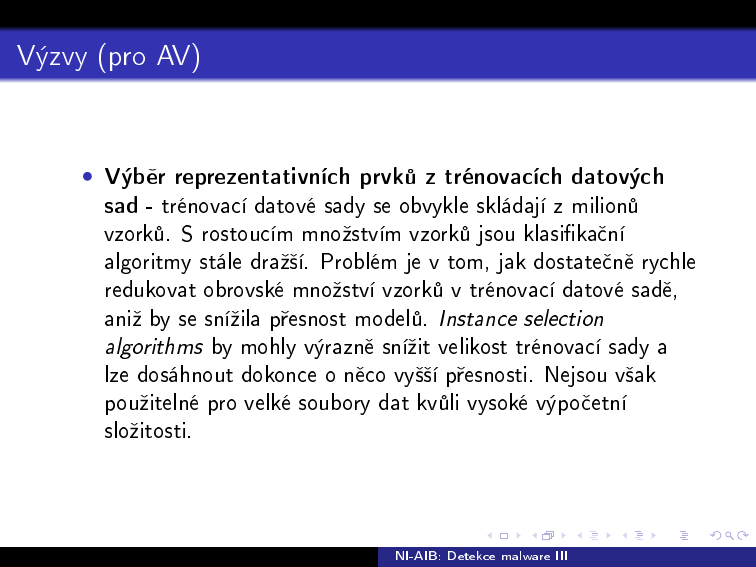 Výzvy (pro AV)
Výběr reprezentativních prvků z trénovacích datových
sad - trénovací datové sady se obvykle skládají z milionů
vzorků. S rostoucím množstvím vzorků jsou klasifikační
algoritmy stále dražší. Problém je v tom, jak dostatečně rychle
redukovat obrovské množství vzorků v trénovací datové sadě,
aniž by se snížila přesnost modelů. Instance selection
algorithms by mohly výrazně snížit velikost trénovací sady a
lze dosáhnout dokonce o něco vyšší přesnosti. Nejsou však
použitelné pro velké soubory dat kvůli vysoké výpočetní
složitosti.
NI-AIB: Detekce malware III